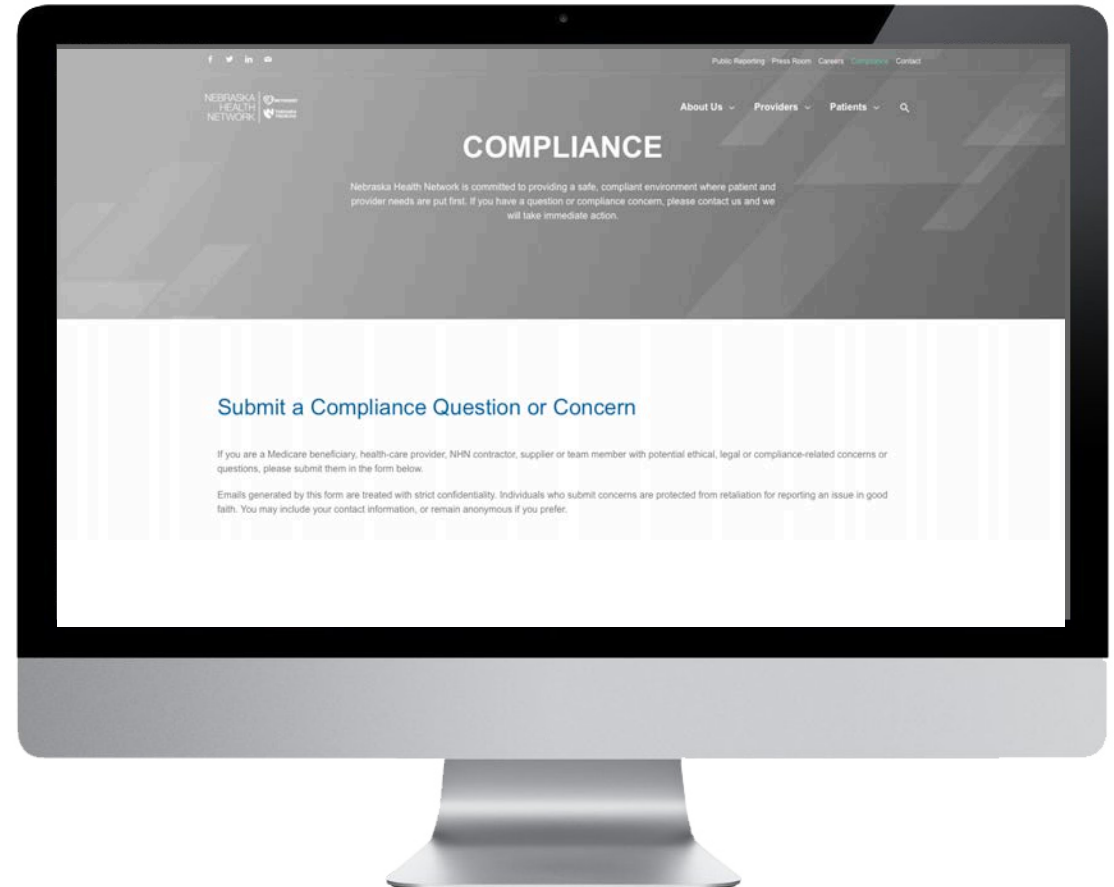 Public Reporting Press Room Careers Compliance Contact
NEBRASKA
HEALTH
NETWORK
About Us Providers Patients
COMPLIANCE
Nebraska Health Network is committed to providing a safe, compliant environment where patient and
provider needs are put first. If you have a question or compliance concern, please contact us and we
will take immediate action.
Submit a Compliance Question or Concern
If you are a Medicare beneficiary, health-care provider, NHN contractor, supplier or team member with potential ethical, legal or compliance-related concerns or
questions, please submit them in the form below.
Emails generated by this form are treated with strict confidentiality. Individuals who submit concerns are protected from retaliation for reporting an issue in good
faith. You may include your contact information, or remain anonymous if you prefer.